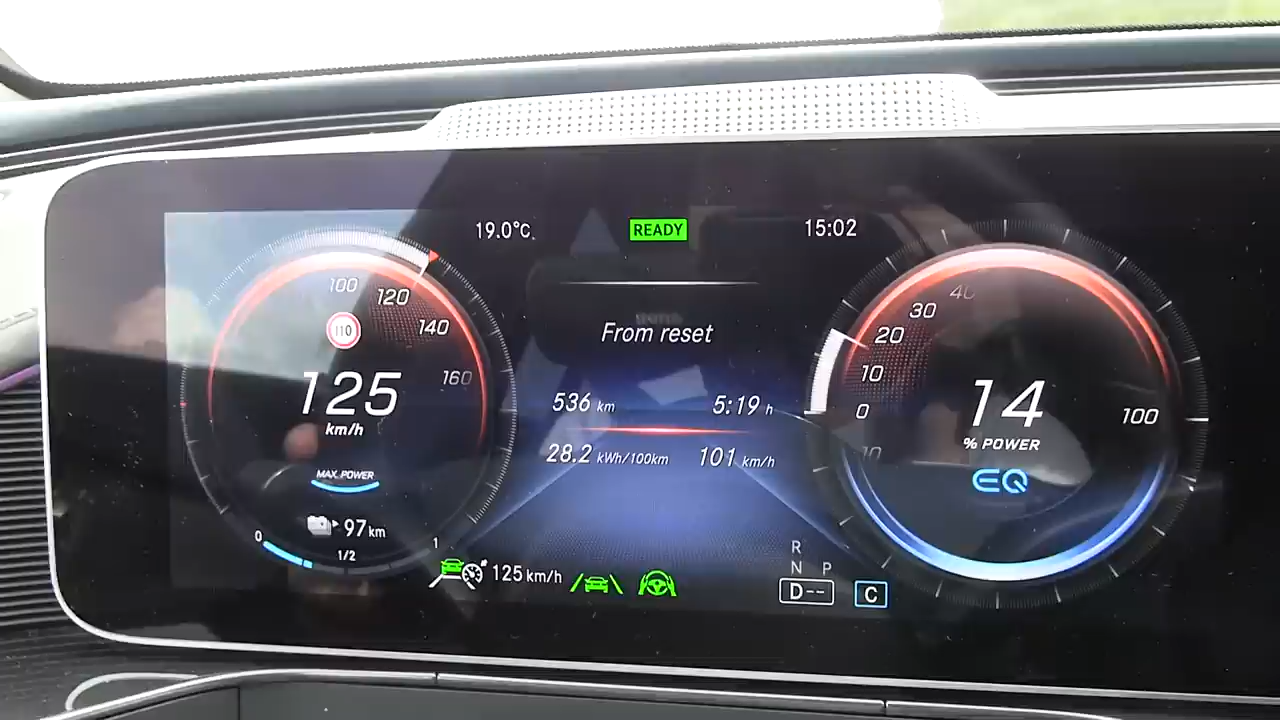 19.0°C
READY
15:02
100
120
140
160
110
125
km/h
MAX. POWER
97 km
0
1/2
1
From reset
536 km
5:19 h
28.2 kWh/100km
101 km/h
125 km/h
R
N P
D--
C
40
30
20
10
0
10
100
14
% POWER
EQ